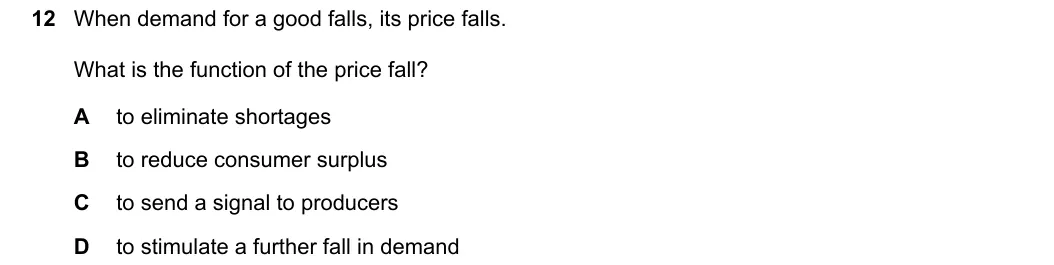 12 When demand for a good falls, its price falls.
What is the function of the price fall?
A to eliminate shortages
B to reduce consumer surplus
C to send a signal to producers
D to stimulate a further fall in demand